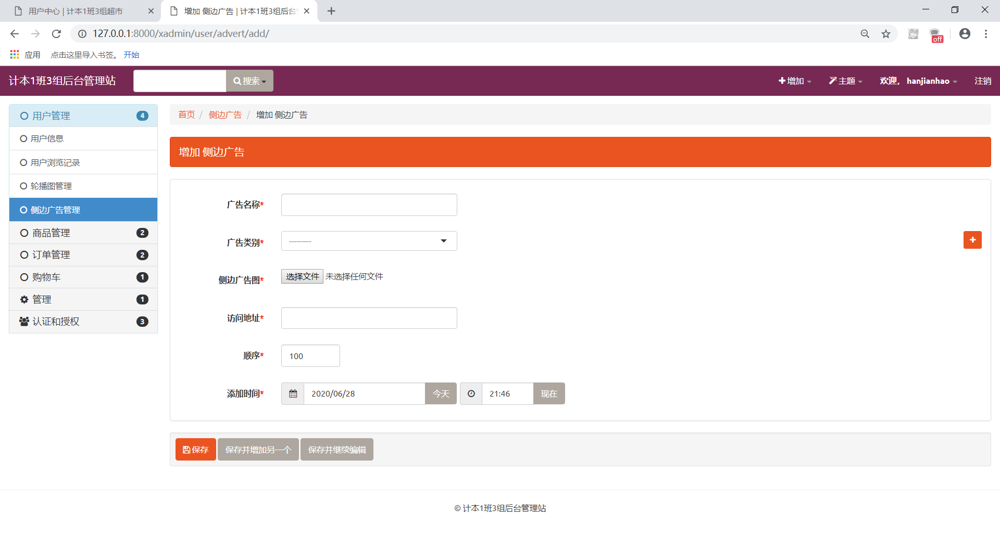 用户中心 | 计本1班3组超市
增加 侧边广告 | 计本1班3组后台
127.0.0.1:8000/xadmin/user/advert/add/
off
应用 点击这里导入书签。 开始
计本1班3组后台管理站
搜索
增加
主题
欢迎, hanjianhao
注销
用户管理 4
用户信息
用户浏览记录
轮播图管理
侧边广告管理
商品管理 2
订单管理 2
购物车 1
管理 1
认证和授权 3
首页 / 侧边广告 / 增加 侧边广告
增加 侧边广告
广告名称*
广告类别* ---------
侧边广告图* 选择文件 未选择任何文件
访问地址*
顺序* 100
添加时间* 2020/06/28 今天 21:46 现在
保存 保存并增加另一个 保存并继续编辑
© 计本1班3组后台管理站